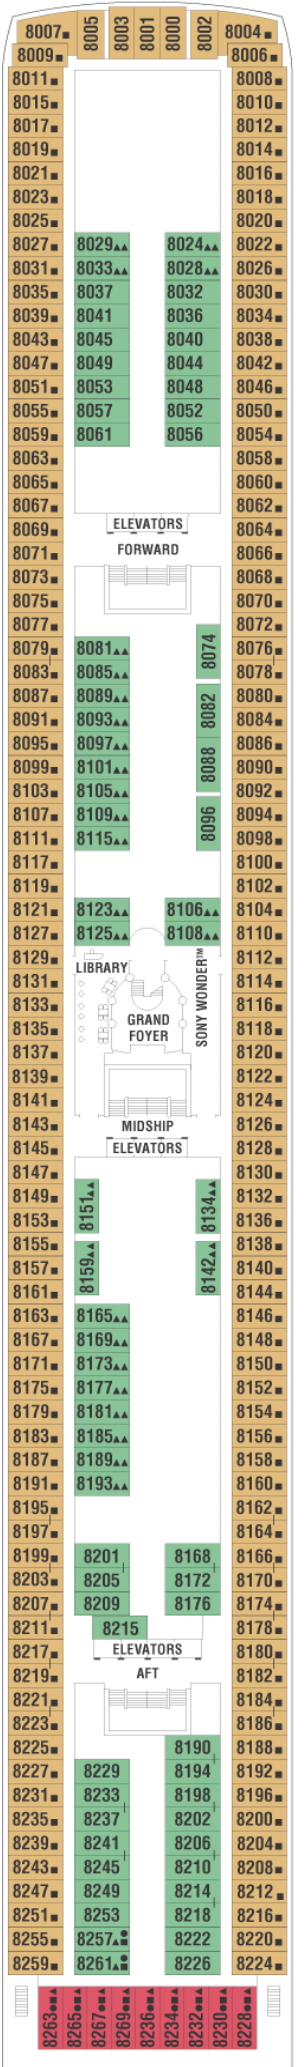 8007■ 8005 8003 8001 8000 8002 8004■
8009■ 8006■
8011■ 8008■
8015■ 8010■
8017■ 8012■
8019■ 8014■
8021■ 8016■
8023■ 8018■
8025■ 8020■
8027■ 8029▲▲ 8024▲▲ 8022■
8031■ 8033▲▲ 8028▲▲ 8026■
8035■ 8037 8032 8030■
8039■ 8041 8036 8034■
8043■ 8045 8040 8038■
8047■ 8049 8044 8042■
8051■ 8053 8048 8046■
8055■ 8057 8052 8050■
8059■ 8061 8056 8054■
8063■ 8058■
8065■ 8060■
8067■ 8062■
8069■ ELEVATORS 8064■
8071■ FORWARD 8066■
8073■ 8068■
8075■ 8070■
8077■ 8072■
8079■ 8081▲▲ 8074 8076■
8083■ 8085▲▲ 8078■
8087■ 8089▲▲ 8082 8080■
8091■ 8093▲▲ 8084■
8095■ 8097▲▲ 8088 8086■
8099■ 8101▲▲ 8090■
8103■ 8105▲▲ 8092■
8107■ 8109▲▲ 8096 8094■
8111■ 8115▲▲ 8098■
8117■ 8100■
8119■ 8102■
8121■ 8123▲▲ 8106▲▲ 8104■
8127■ 8125▲▲ 8108▲▲ 8110■
8129■ LIBRARY SONY WONDER™ 8112■
8131■ 8114■
8133■ GRAND 8116■
8135■ FOYER 8118■
8137■ 8120■
8139■ 8122■
8141■ 8124■
8143■ MIDSHIP 8126■
8145■ ELEVATORS 8128■
8147■ 8130■
8149■ 8151▲▲ 8134▲▲ 8132■
8153■ 8136■
8155■ 8138■
8157■ 8159▲▲ 8142▲▲ 8140■
8161■ 8144■
8163■ 8165▲▲ 8146■
8167■ 8169▲▲ 8148■
8171■ 8173▲▲ 8150■
8175■ 8177▲▲ 8152■
8179■ 8181▲▲ 8154■
8183■ 8185▲▲ 8156■
8187■ 8189▲▲ 8158■
8191■ 8193▲▲ 8160■
8195■ 8162■
8197■ 8164■
8199■ 8201 8168 8166■
8203■ 8205 8172 8170■
8207■ 8209 8176 8174■
8211■ 8215 8178■
8217■ ELEVATORS 8180■
8219■ AFT 8182■
8221■ 8184■
8223■ 8186■
8225■ 8190 8188■
8227■ 8229 8194 8192■
8231■ 8233 8198 8196■
8235■ 8237 8202 8200■
8239■ 8241 8206 8204■
8243■ 8245 8210 8208■
8247■ 8249 8214 8212■
8251■ 8253 8218 8216■
8255■ 8257▲●■ 8222 8220■
8259■ 8261▲●■ 8226 8224■
8263●■▲ 8265●■▲ 8267●■▲ 8269●■▲ 8236●■▲ 8234●■▲ 8232●■▲ 8230●■▲ 8228●■▲